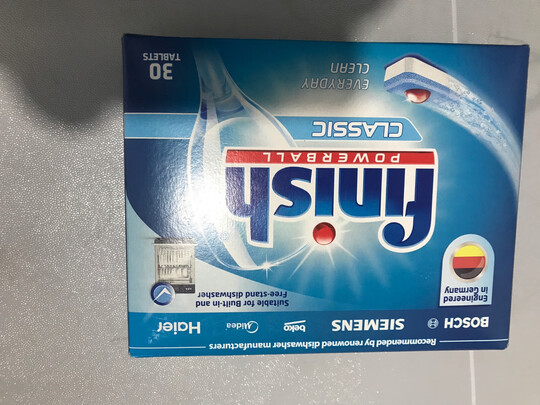 Recommended by renowned dishwasher manufacturers
BOSCH SIEMENS beko Midea Haier
Engineered
in Germany
Suitable for Built-in and
Free-stand dishwasher
finish
POWERBALL
CLASSIC
EVERYDAY
CLEAN
30
TABLETS